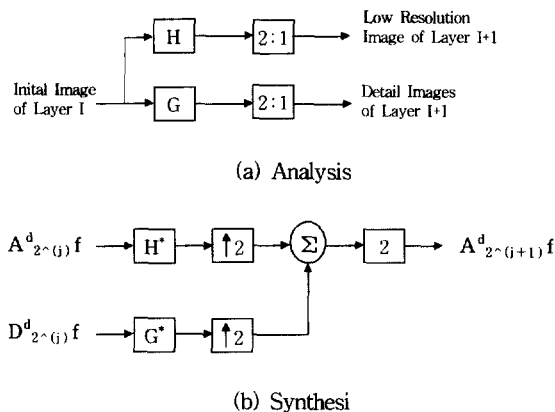 Low Resolution
Image of Layer I+1
H
2:1
Inital Image
of Layer I
G
2:1
Detail Images
of Layer I+1
(a) Analysis
A^d_2^(j) f
H*
↑2
Σ
2
A^d_2^(j+1) f
D^d_2^(j) f
G*
↑2
(b) Synthesi